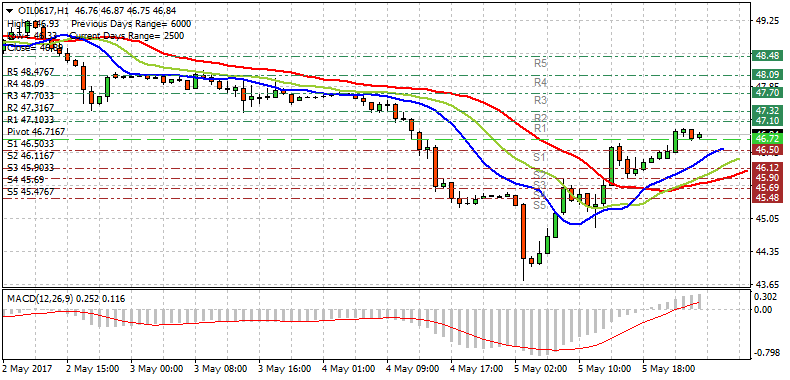 OIL0617,H1 46.76 46.87 46.75 46.84
High= 46.93 Previous Days Range= 6000
Current Days Range= 2500
R5 48.4767
R4 48.09
R3 47.7033
R2 47.3167
R1 47.1033
Pivot 46.7167
S1 46.5033
S2 46.1167
S3 45.9033
S4 45.69
S5 45.4767
R5
R4
R3
R2
R1
S1
S2
S5
49.25
48.48
48.09
47.70
47.32
47.10
46.72
46.50
46.12
45.90
45.69
45.48
45.05
44.35
43.65
MACD(12,26,9) 0.252 0.116
0.302
0.00
-0.798
2 May 2017
2 May 15:00
3 May 00:00
3 May 08:00
3 May 16:00
4 May 01:00
4 May 09:00
4 May 17:00
5 May 02:00
5 May 10:00
5 May 18:00